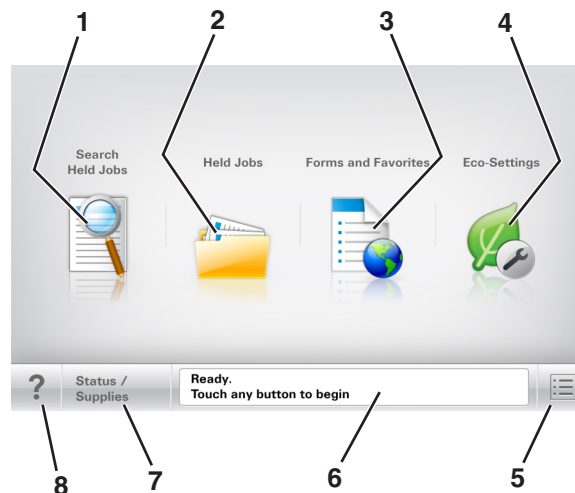 1 2 3 4
Search
Held Jobs
Held Jobs
Forms and Favorites
Eco-Settings
?
Status /
Supplies
Ready.
Touch any button to begin
8 7 6 5